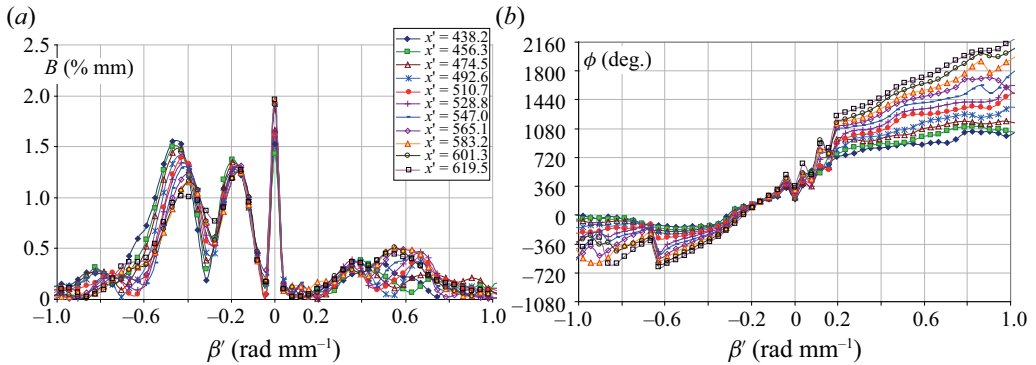 (a)
B (% mm)
2.5
2.0
1.5
1.0
0.5
0
x' = 438.2
x' = 456.3
x' = 474.5
x' = 492.6
x' = 510.7
x' = 528.8
x' = 547.0
x' = 565.1
x' = 583.2
x' = 601.3
x' = 619.5
–1.0 –0.6 –0.2 0 0.2 0.6 1.0
β' (rad mm⁻¹)
(b)
ϕ (deg.)
2160
1800
1440
1080
720
360
0
–360
–720
–1080
–1.0 –0.6 –0.2 0 0.2 0.6 1.0
β' (rad mm⁻¹)